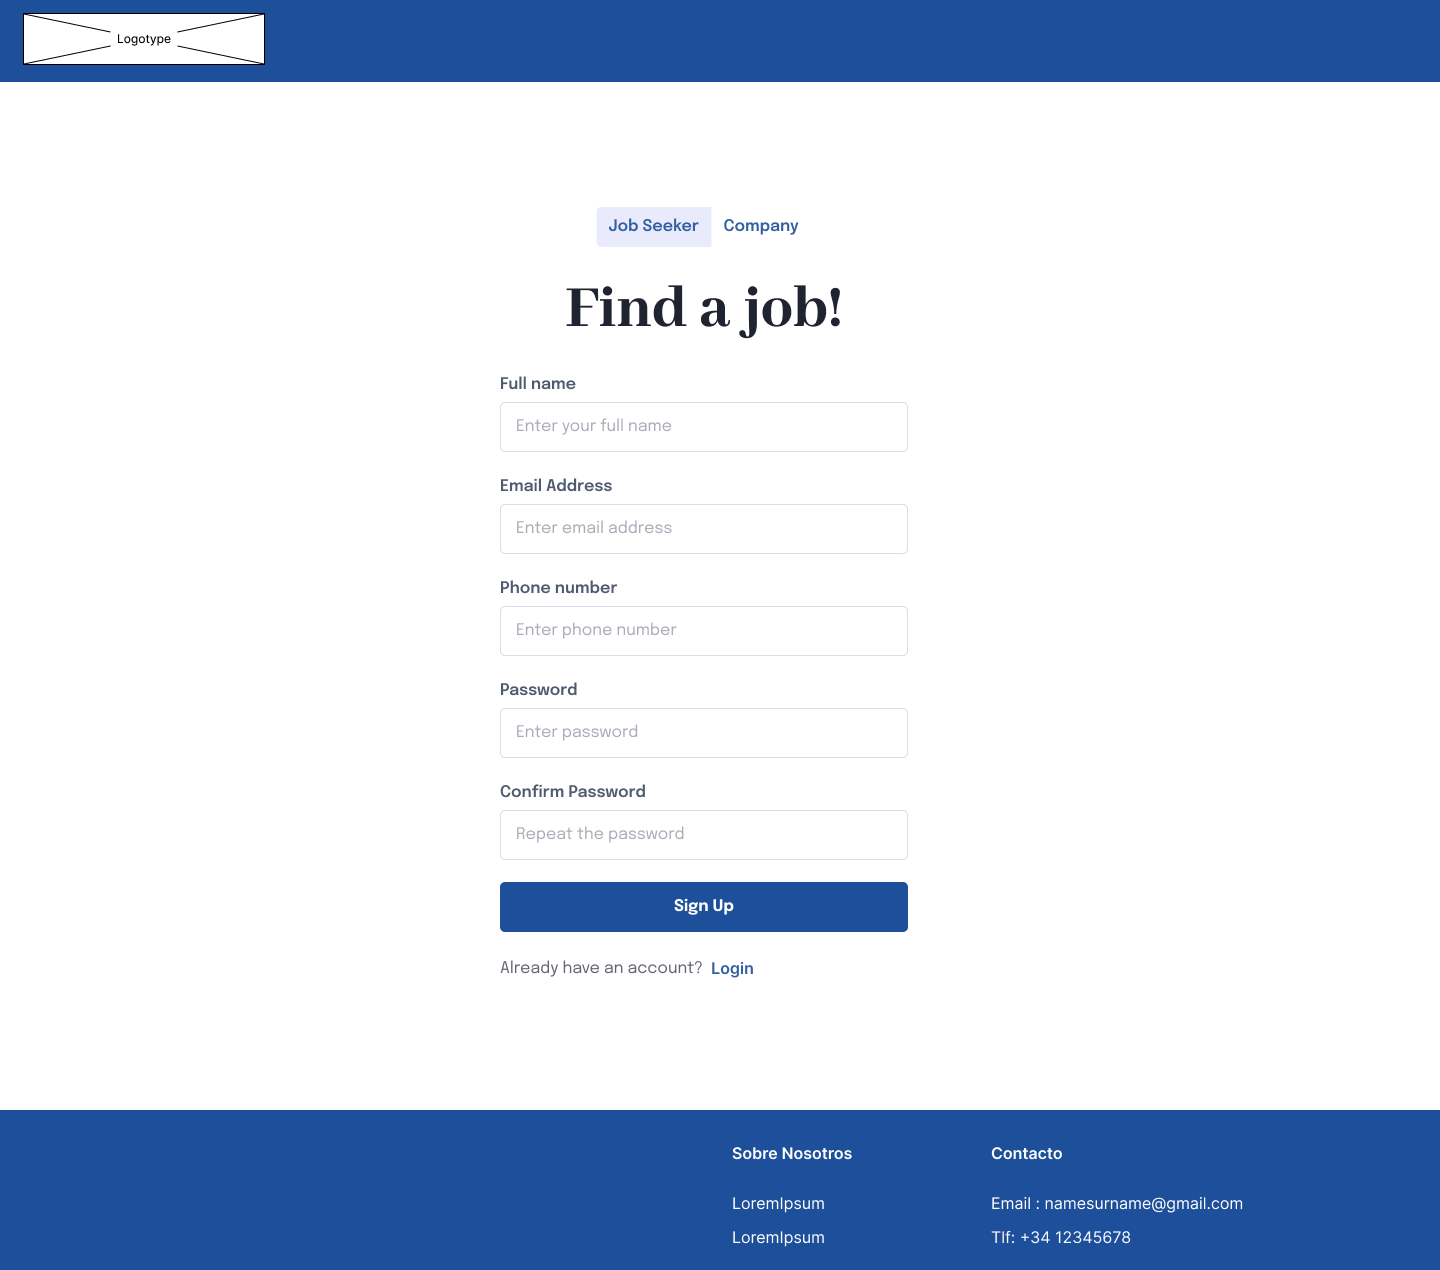 Logotype
Job Seeker
Company
Find a job!
Full name
Enter your full name
Email Address
Enter email address
Phone number
Enter phone number
Password
Enter password
Confirm Password
Repeat the password
Sign Up
Already have an account? Login
Sobre Nosotros
LoremIpsum
LoremIpsum
Contacto
Email : namesurname@gmail.com
Tlf: +34 12345678